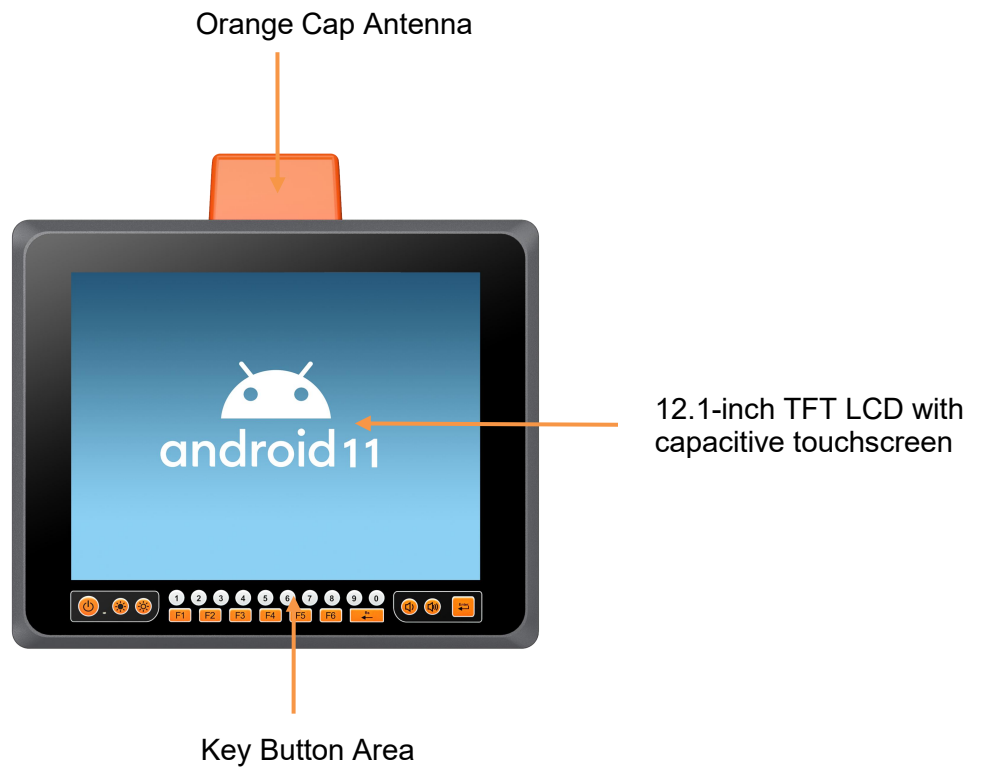 Orange Cap Antenna
12.1-inch TFT LCD with
capacitive touchscreen
android 11
1 2 3 4 5 6 7 8 9 0
F1 F2 F3 F4 F5 F6
Key Button Area